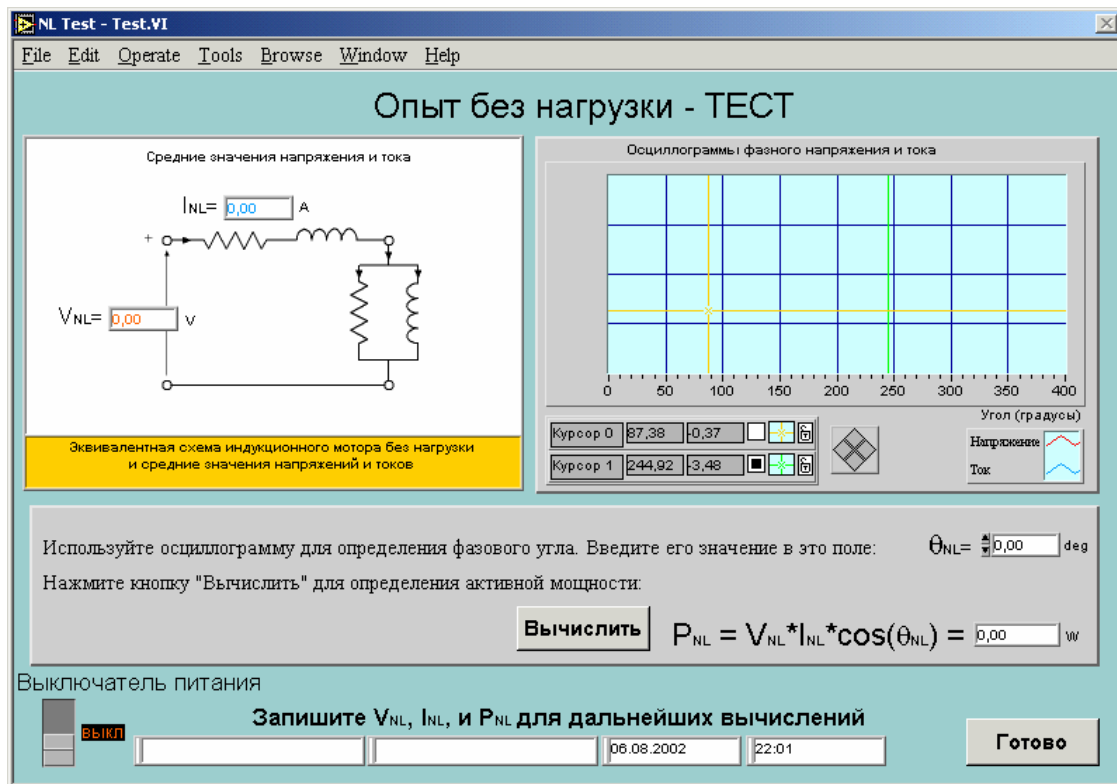 NL Test - Test.VI
File Edit Operate Tools Browse Window Help
Опыт без нагрузки - ТЕСТ
Средние значения напряжения и тока
INL= 0,00 A
+
VNL= 0,00 V
Эквивалентная схема индукционного мотора без нагрузки
и средние значения напряжений и токов
Осциллограммы фазного напряжения и тока
0 50 100 150 200 250 300 350 400
Угол (градусы)
Курсор 0 87,38 -0,37
Курсор 1 244,92 -3,48
Напряжение
Ток
Используйте осциллограмму для определения фазового угла. Введите его значение в это поле: θNL= 0,00 deg
Нажмите кнопку "Вычислить" для определения активной мощности:
Вычислить PNL = VNL*INL*cos(θNL) = 0,00 W
Выключатель питания
ВЫКЛ
Запишите VNL, INL, и PNL для дальнейших вычислений
06.08.2002 22:01
Готово